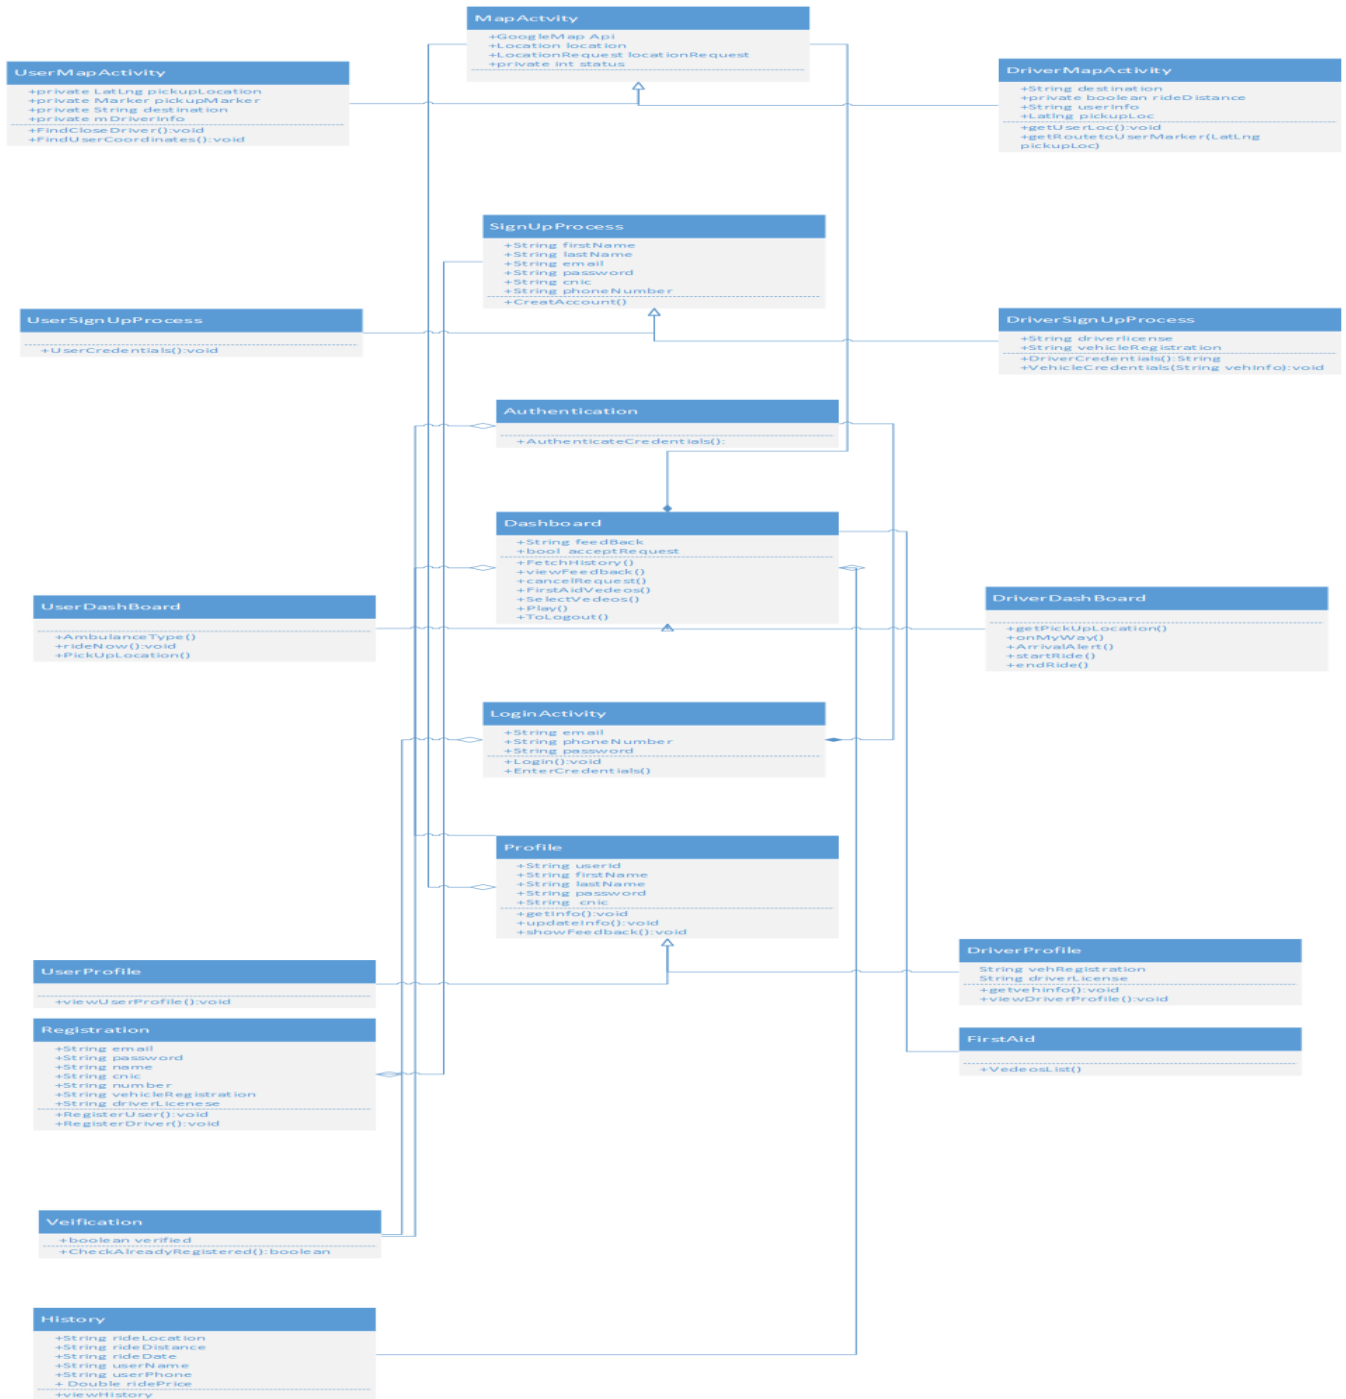 MapActvity
+GoogleMap Api
+Location location
+LocationRequest locationRequest
+private int status
UserMapActivity
+private LatLng pickupLocation
+private Marker pickupMarker
+private String destination
+private mDriverInfo
+FindCloseDriver():void
+FindUserCoordinates():void
DriverMapActivity
+String destination
+private boolean rideDistance
+String userInfo
+Latlng pickupLoc
+getUserLoc():void
+getRoutetoUserMarker(LatLng
pickupLoc)
SignUpProcess
+String firstName
+String lastName
+String email
+String password
+String cnic
+String phoneNumber
+CreatAccount()
UserSignUpProcess
+UserCredentials():void
DriverSignUpProcess
+String driverlicense
+String vehicleRegistration
+DriverCredentials():String
+VehicleCredentials(String vehInfo):void
Authentication
+AuthenticateCredentials():
Dashboard
+String feedBack
+bool acceptRequest
+FetchHistory()
+viewFeedback()
+cancelRequest()
+FirstAidVedeos()
+SelectVedeos()
+Play()
+ToLogout()
UserDashBoard
+AmbulanceType()
+rideNow():void
+PickUpLocation()
DriverDashBoard
+getPickUpLocation()
+onMyWay()
+ArrivalAlert()
+startRide()
+endRide()
LoginActivity
+String email
+String phoneNumber
+String password
+Login():void
+EnterCredentials()
Profile
+String userId
+String firstName
+String lastName
+String password
+String cnic
+getInfo():void
+updateInfo():void
+showFeedback():void
UserProfile
+viewUserProfile():void
DriverProfile
String vehRegistration
String driverLicense
+getvehinfo():void
+viewDriverProfile():void
Registration
+String email
+String password
+String name
+String cnic
+String number
+String vehicleRegistration
+String driverLicenese
+RegisterUser():void
+RegisterDriver():void
FirstAid
+VedeosList()
Veification
+boolean verified
+CheckAlreadyRegistered():boolean
History
+String rideLocation
+String rideDistance
+String rideDate
+String userName
+String userPhone
+ Double ridePrice
+viewHistory